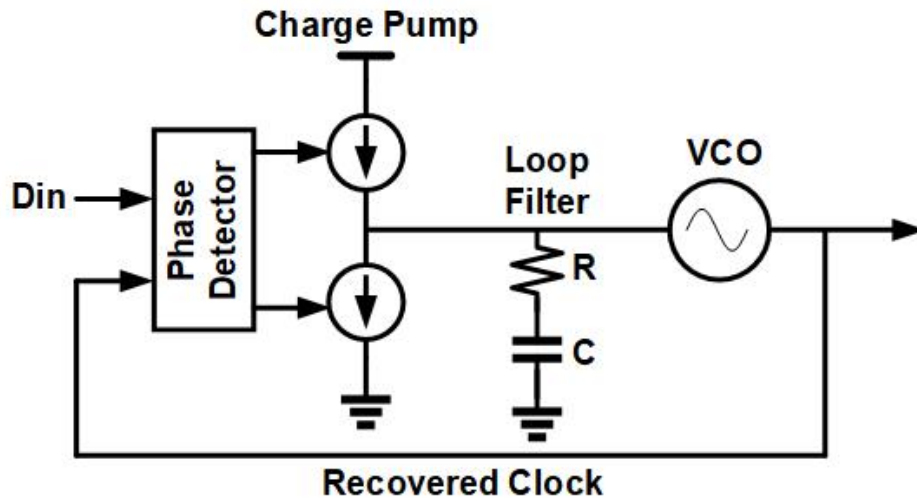 Charge Pump
Din
Phase
Detector
Loop
Filter
VCO
R
C
Recovered Clock